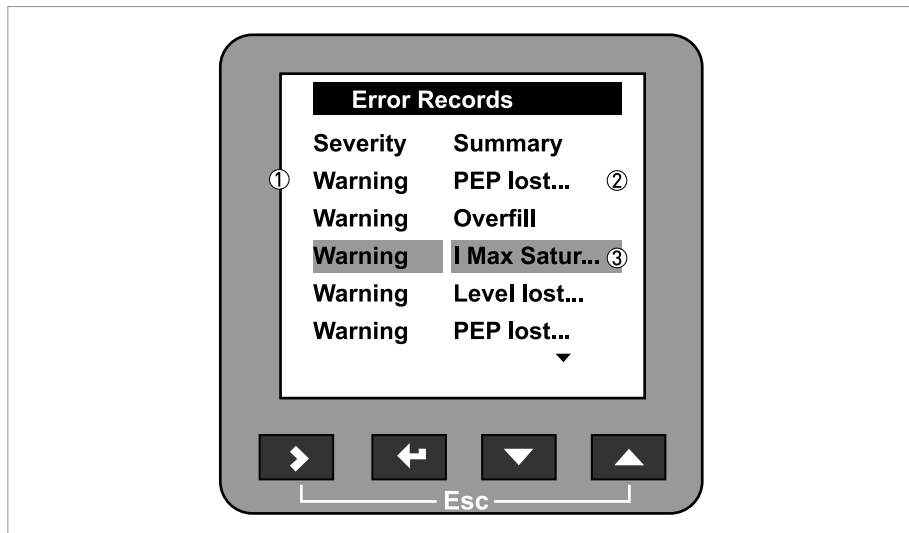 Error Records
Severity Summary
① Warning PEP lost... ②
Warning Overfill
Warning I Max Satur... ③
Warning Level lost...
Warning PEP lost...
Esc